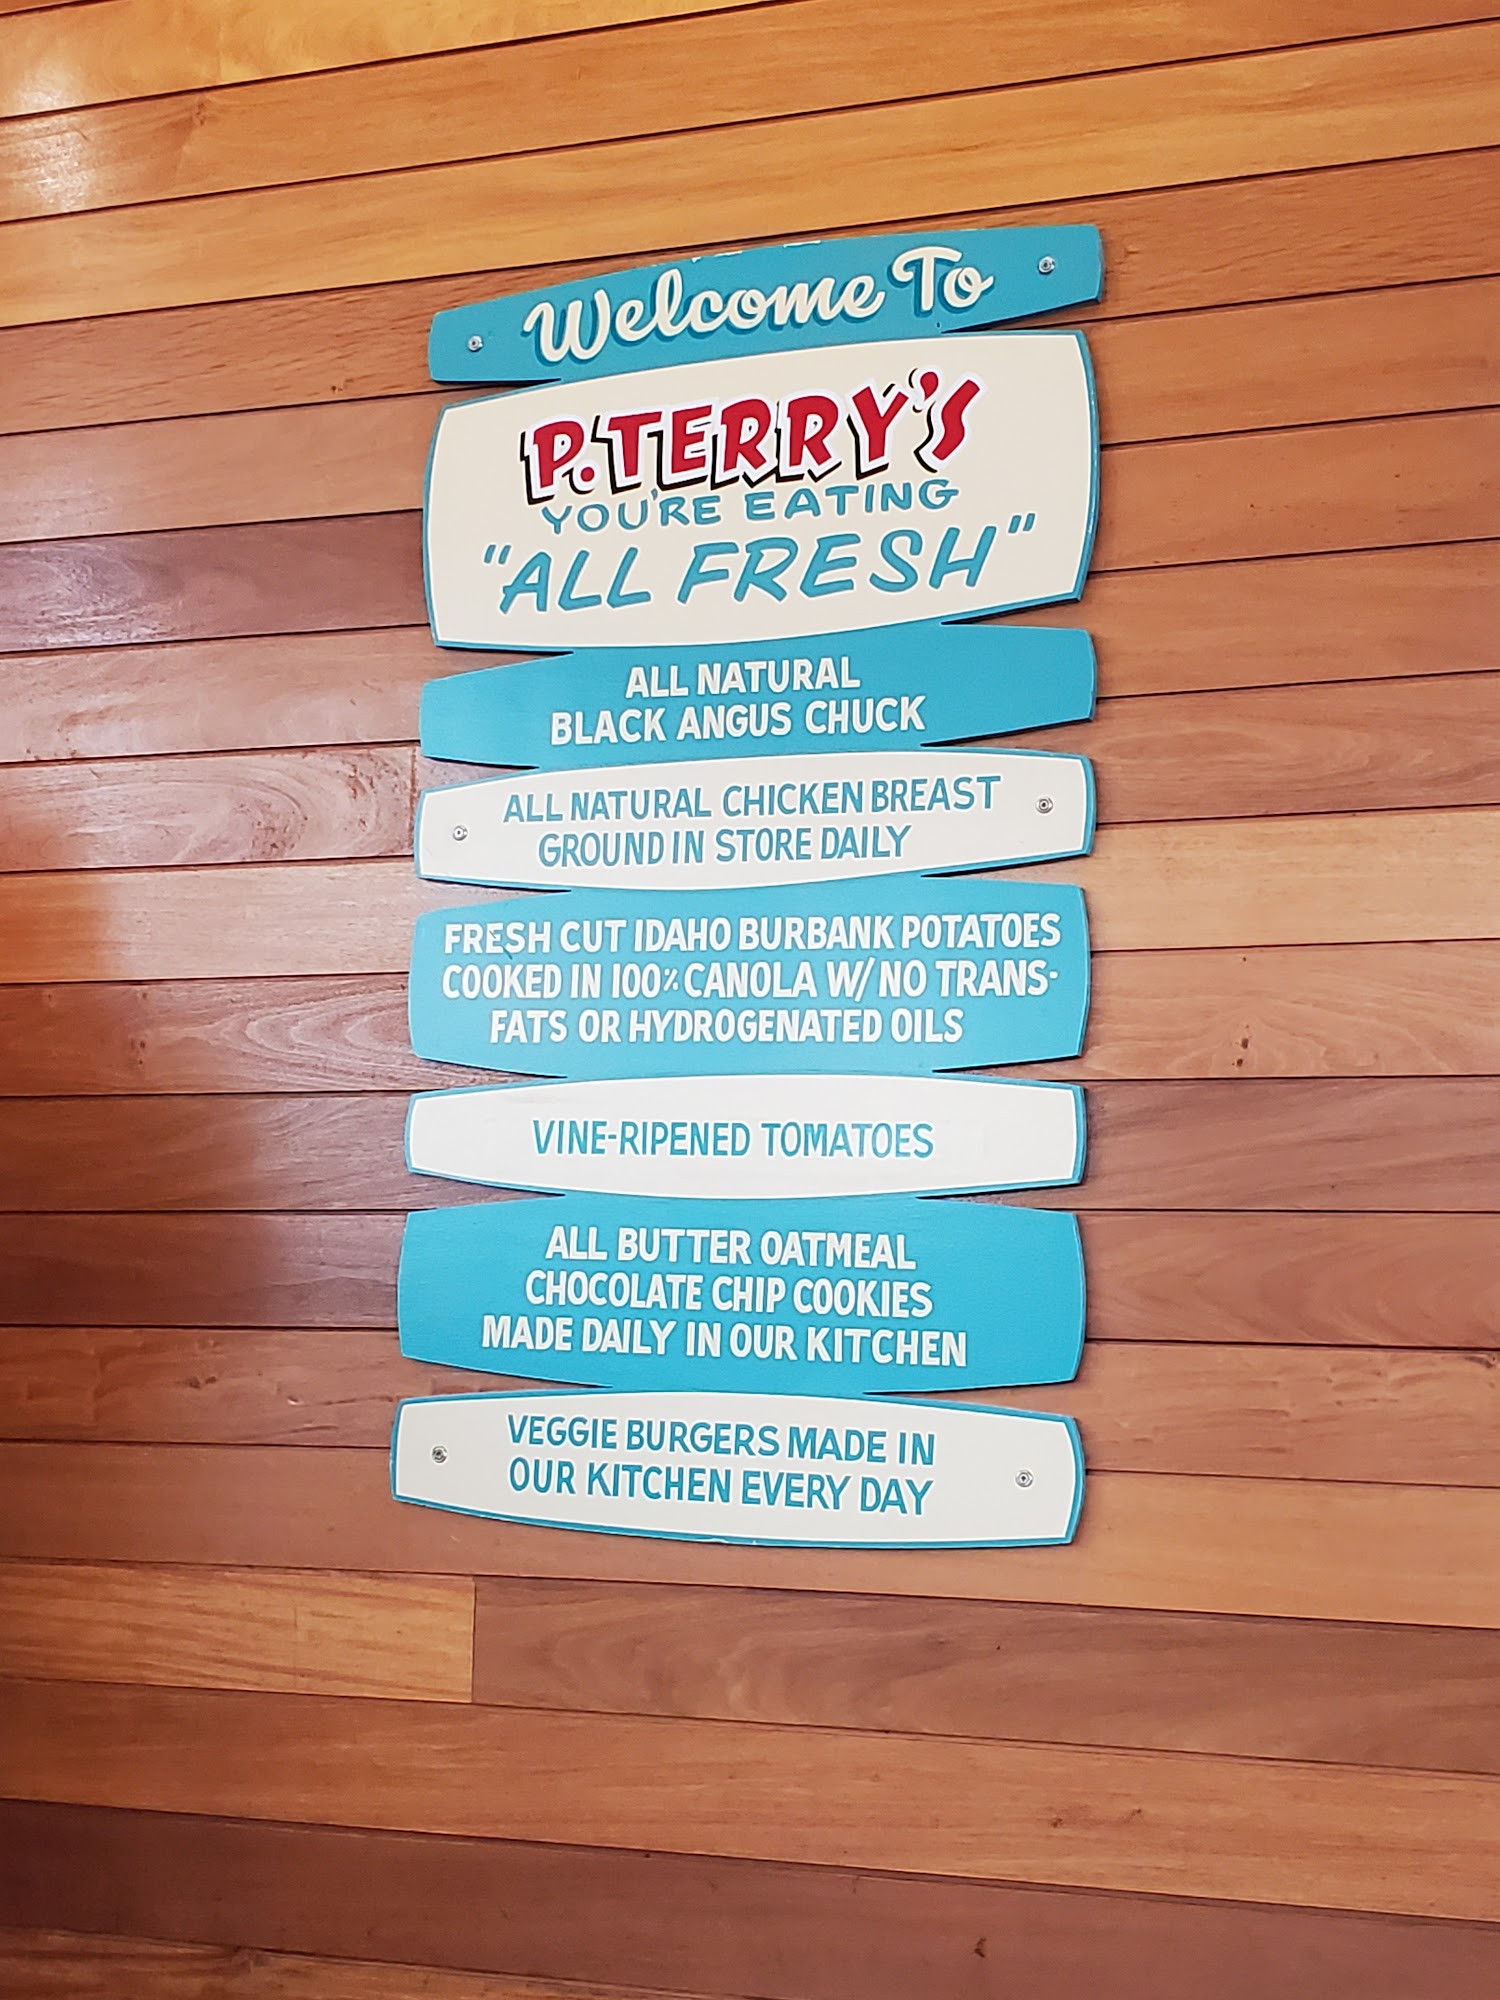 Welcome To
P.TERRY'S
YOU'RE EATING
"ALL FRESH"
ALL NATURAL
BLACK ANGUS CHUCK
ALL NATURAL CHICKEN BREAST
GROUND IN STORE DAILY
FRESH CUT IDAHO BURBANK POTATOES
COOKED IN 100% CANOLA W/ NO TRANS-
FATS OR HYDROGENATED OILS
VINE-RIPENED TOMATOES
ALL BUTTER OATMEAL
CHOCOLATE CHIP COOKIES
MADE DAILY IN OUR KITCHEN
VEGGIE BURGERS MADE IN
OUR KITCHEN EVERY DAY